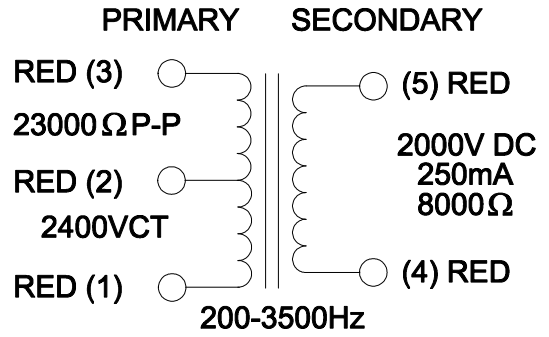 PRIMARY SECONDARY
RED (3)
(5) RED
23000Ω P-P
2000V DC
250mA
8000Ω
RED (2)
2400VCT
(4) RED
RED (1)
200-3500Hz